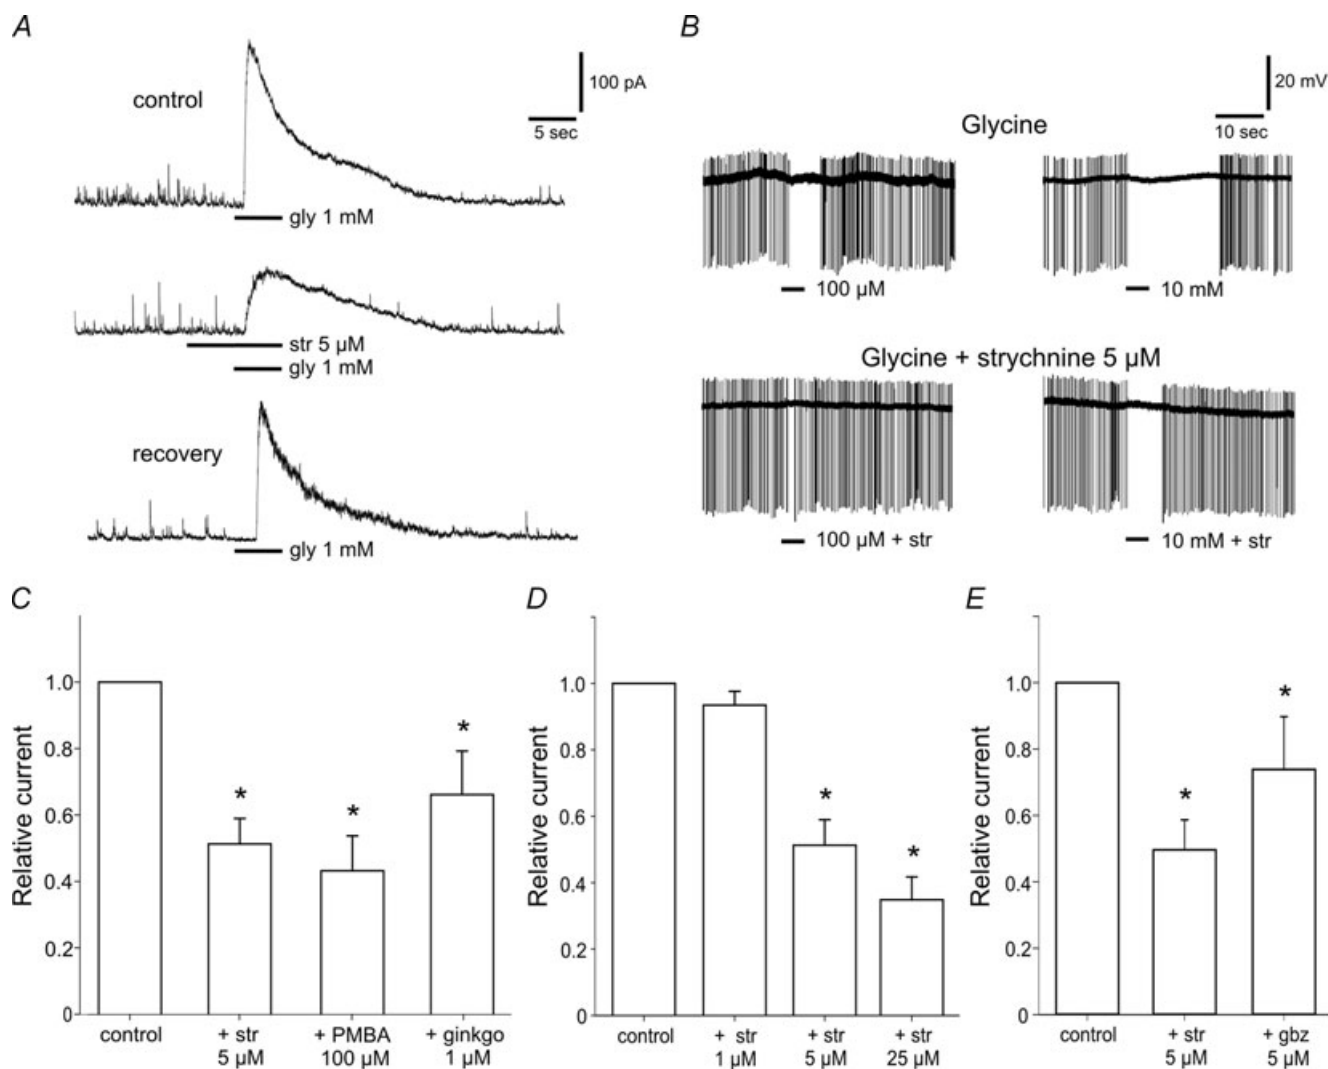 A
control
100 pA
5 sec
gly 1 mM
str 5 µM
gly 1 mM
recovery
gly 1 mM
B
20 mV
10 sec
Glycine
100 µM
10 mM
Glycine + strychnine 5 µM
100 µM + str
10 mM + str
C
Relative current
1.0
0.8
0.6
0.4
0.2
0
control
+ str
5 µM
+ PMBA
100 µM
+ ginkgo
1 µM
*
*
*
D
Relative current
1.0
0.8
0.6
0.4
0.2
0
control
+ str
1 µM
+ str
5 µM
+ str
25 µM
*
*
E
Relative current
1.0
0.8
0.6
0.4
0.2
0
control
+ str
5 µM
+ gbz
5 µM
*
*